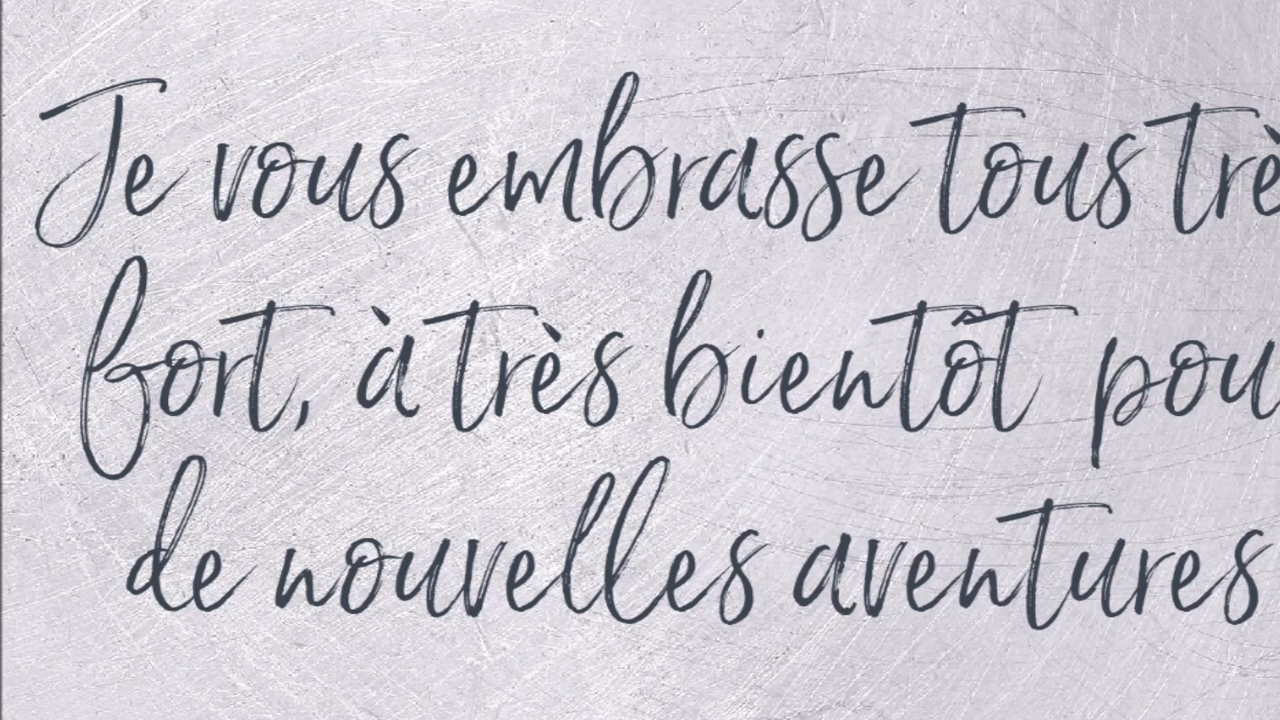 Je vous embrasse tous trè
fort, à très bientôt pou
de nouvelles aventures